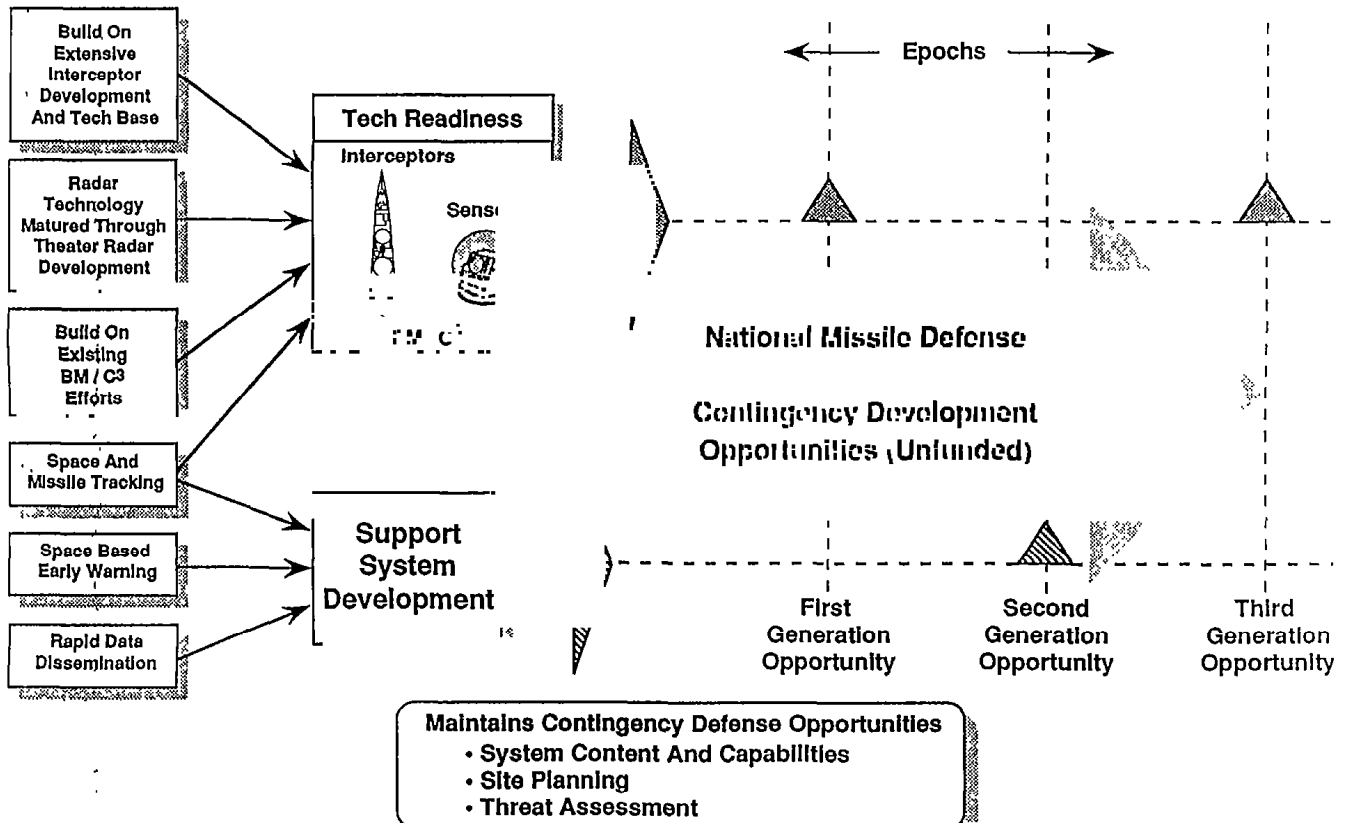 Build On
Extensive
Interceptor
Development
And Tech Base
Radar
Technology
Matured Through
Theater Radar
Development
Build On
Existing
BM / C3
Efforts
Space And
Missile Tracking
Space Based
Early Warning
Rapid Data
Dissemination
Tech Readiness
Interceptors
Support
System
Development
Epochs
National Missile Defense
Contingency Development
Opportunities (Unfunded)
First
Generation
Opportunity
Second
Generation
Opportunity
Third
Generation
Opportunity
Maintains Contingency Defense Opportunities
• System Content And Capabilities
• Site Planning
• Threat Assessment